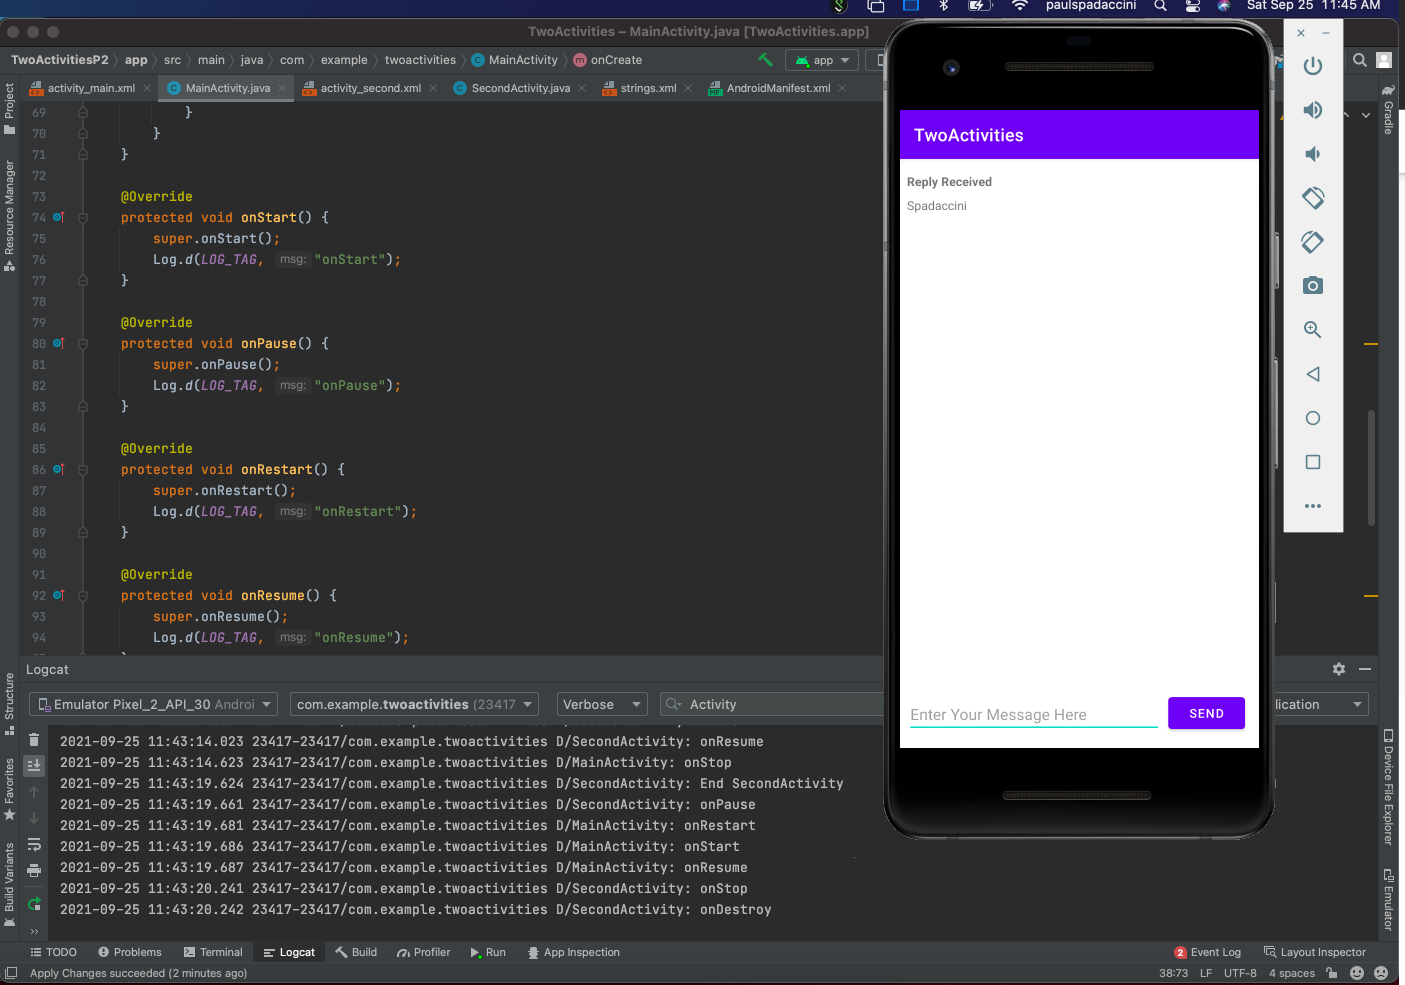 paulspadaccini Sat Sep 25 11:45 AM
TwoActivities – MainActivity.java [TwoActivities.app]
TwoActivitiesP2 app src main java com example twoactivities MainActivity onCreate app
activity_main.xml MainActivity.java activity_second.xml SecondActivity.java strings.xml AndroidManifest.xml
Project
Resource Manager
Structure
Favorites
Build Variants
69 }
70 }
71 }
72
73 @Override
74 protected void onStart() {
75 super.onStart();
76 Log.d(LOG_TAG, msg: "onStart");
77 }
78
79 @Override
80 protected void onPause() {
81 super.onPause();
82 Log.d(LOG_TAG, msg: "onPause");
83 }
84
85 @Override
86 protected void onRestart() {
87 super.onRestart();
88 Log.d(LOG_TAG, msg: "onRestart");
89 }
90
91 @Override
92 protected void onResume() {
93 super.onResume();
94 Log.d(LOG_TAG, msg: "onResume");
TwoActivities
Reply Received
Spadaccini
Enter Your Message Here SEND
Gradle
Device File Explorer
Emulator
Logcat
Emulator Pixel_2_API_30 Androi com.example.twoactivities (23417 Verbose Activity lication
2021-09-25 11:43:14.023 23417-23417/com.example.twoactivities D/SecondActivity: onResume
2021-09-25 11:43:14.623 23417-23417/com.example.twoactivities D/MainActivity: onStop
2021-09-25 11:43:19.624 23417-23417/com.example.twoactivities D/SecondActivity: End SecondActivity
2021-09-25 11:43:19.661 23417-23417/com.example.twoactivities D/SecondActivity: onPause
2021-09-25 11:43:19.681 23417-23417/com.example.twoactivities D/MainActivity: onRestart
2021-09-25 11:43:19.686 23417-23417/com.example.twoactivities D/MainActivity: onStart
2021-09-25 11:43:19.687 23417-23417/com.example.twoactivities D/MainActivity: onResume
2021-09-25 11:43:20.241 23417-23417/com.example.twoactivities D/SecondActivity: onStop
2021-09-25 11:43:20.242 23417-23417/com.example.twoactivities D/SecondActivity: onDestroy
TODO Problems Terminal Logcat Build Profiler Run App Inspection 2 Event Log Layout Inspector
Apply Changes succeeded (2 minutes ago) 38:73 LF UTF-8 4 spaces